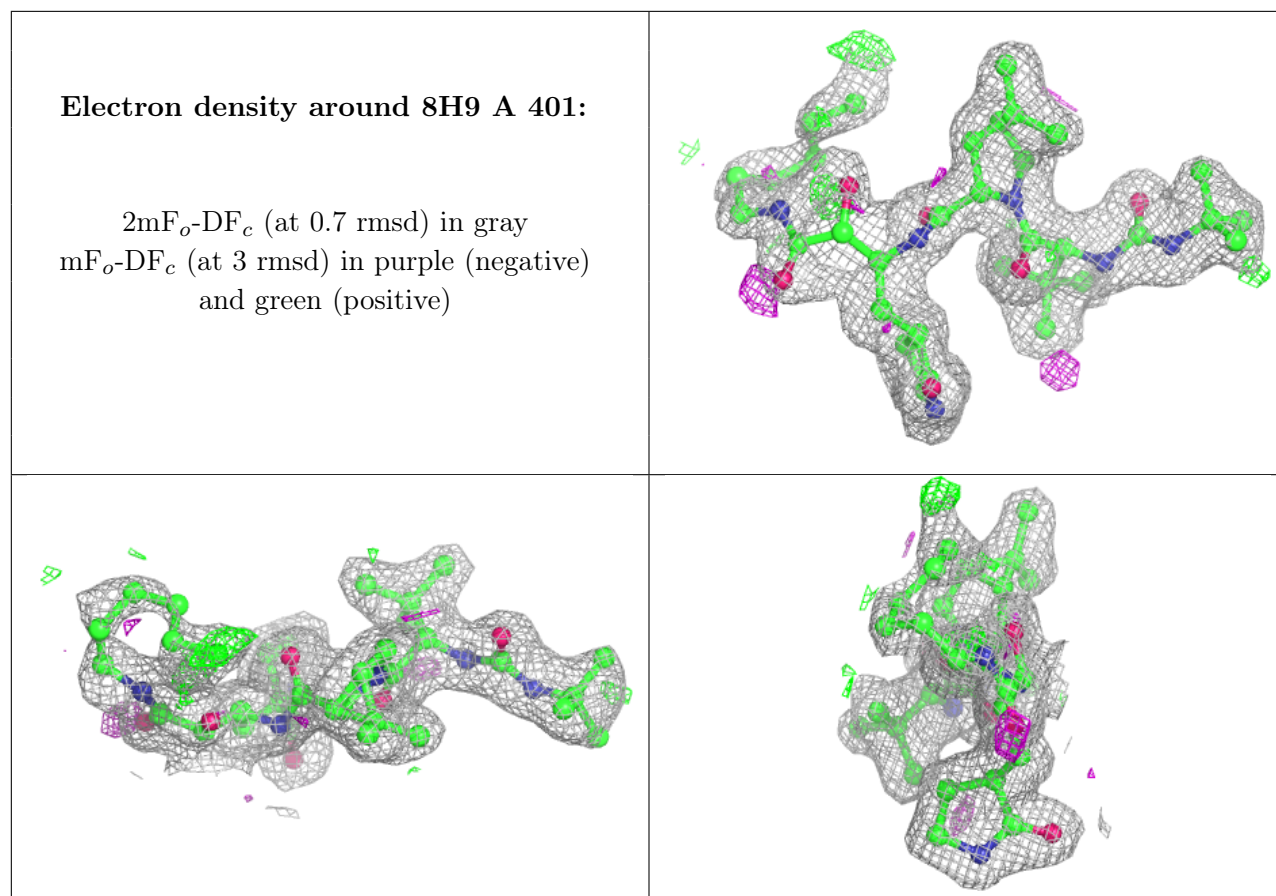 Electron density around 8H9 A 401:
2mFₒ-DF𝒸 (at 0.7 rmsd) in gray
mFₒ-DF𝒸 (at 3 rmsd) in purple (negative)
and green (positive)